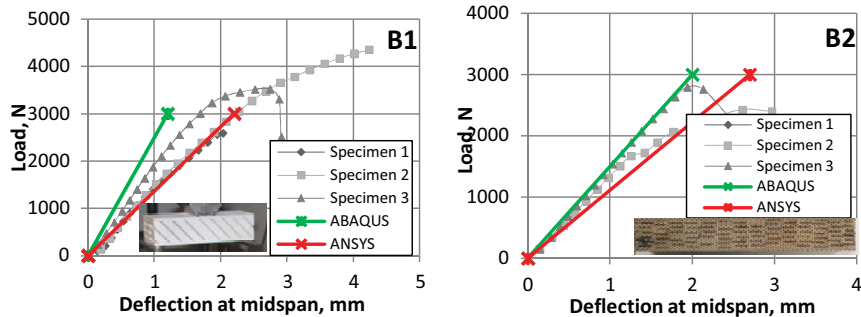 B1
Load, N
5000
4000
3000
2000
1000
0
0 1 2 3 4 5
Deflection at midspan, mm
Specimen 1
Specimen 2
Specimen 3
ABAQUS
ANSYS
B2
Load, N
4000
3000
2000
1000
0
0 1 2 3 4
Deflection at midspan, mm
Specimen 1
Specimen 2
Specimen 3
ABAQUS
ANSYS